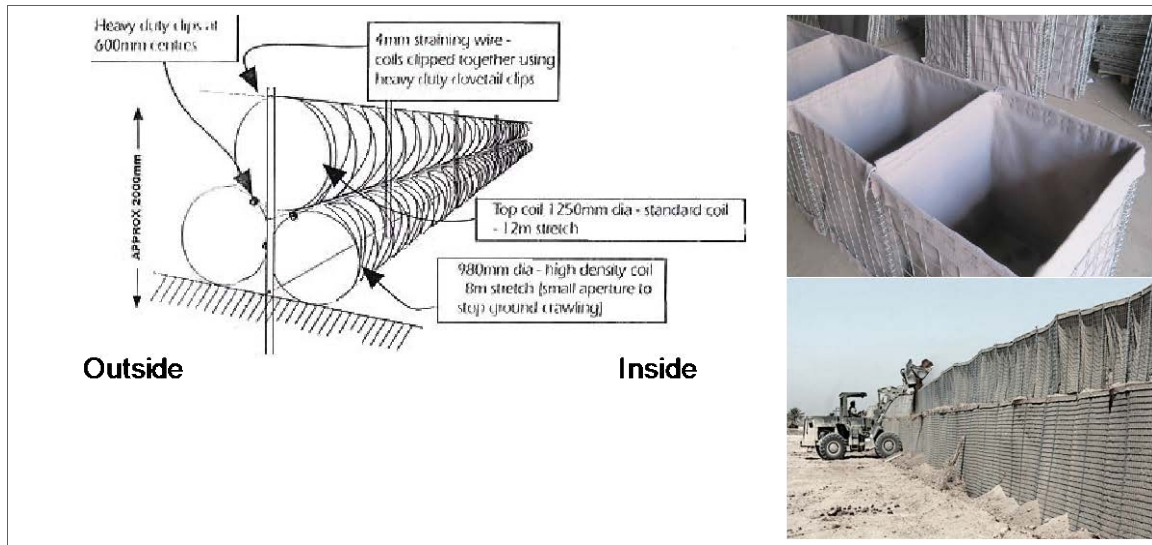 Heavy duty clips at
600mm centres
4mm straining wire -
coils clipped together using
heavy duty dovetail clips
APPROX 2000mm
Top coil 1250mm dia - standard coil
- 12m stretch
980mm dia - high density coil
8m stretch (small aperture to
stop ground crawling)
Outside
Inside